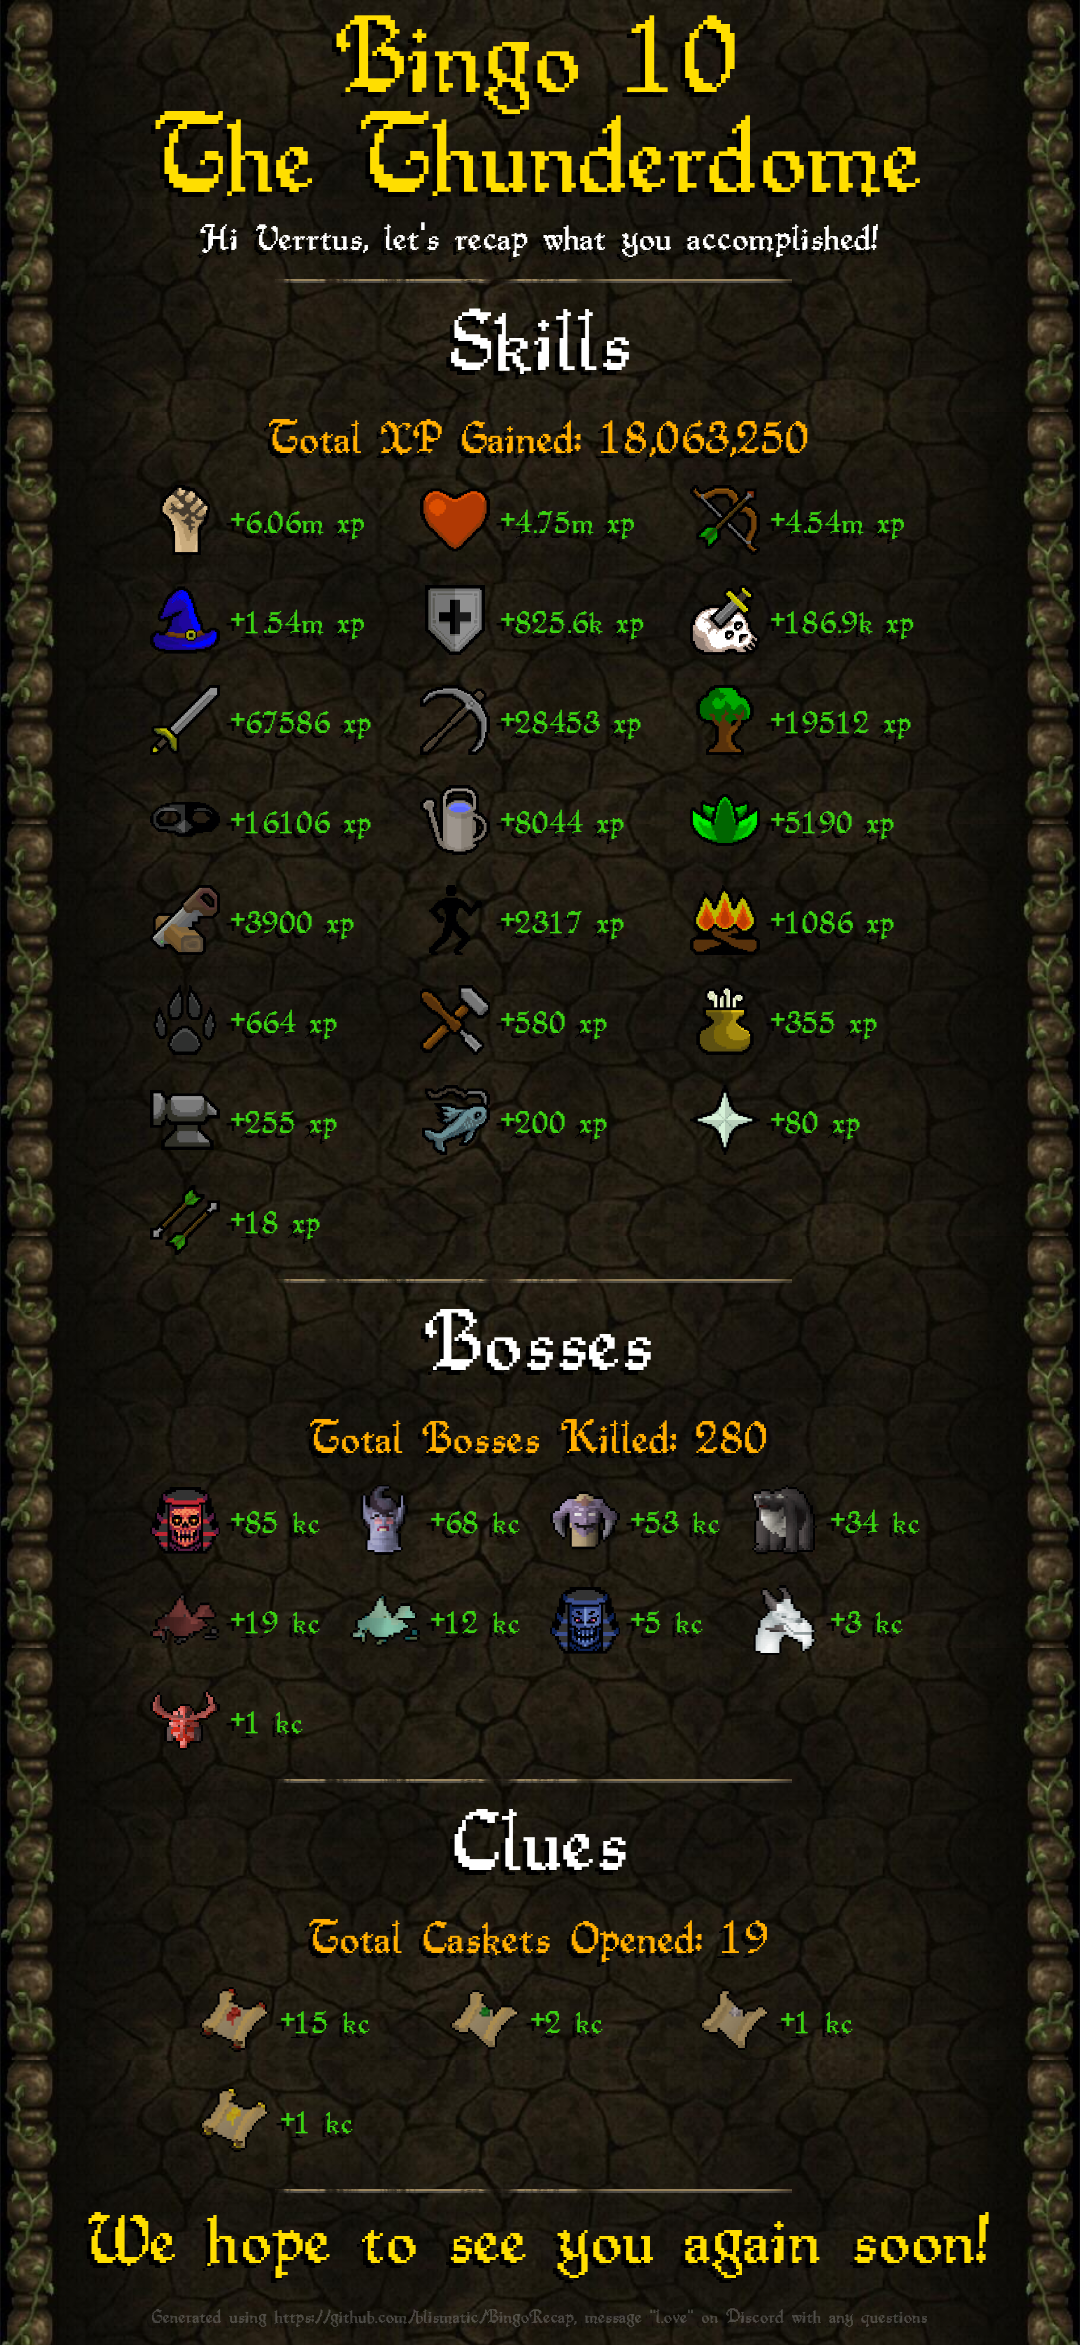 Bingo 10
The Thunderdome
Hi Verrtus, let's recap what you accomplished!
Skills
Total XP Gained: 18,063,250
+6.06m xp +4.75m xp +4.54m xp
+1.54m xp +825.6k xp +186.9k xp
+67586 xp +28453 xp +19512 xp
+16106 xp +8044 xp +5190 xp
+3900 xp +2317 xp +1086 xp
+664 xp +580 xp +355 xp
+255 xp +200 xp +80 xp
+18 xp
Bosses
Total Bosses Killed: 280
+85 kc +68 kc +53 kc +34 kc
+19 kc +12 kc +5 kc +3 kc
+1 kc
Clues
Total Caskets Opened: 19
+15 kc +2 kc +1 kc
+1 kc
We hope to see you again soon!
Generated using https://github.com/blismatic/BingoRecap, message "Love" on Discord with any questions